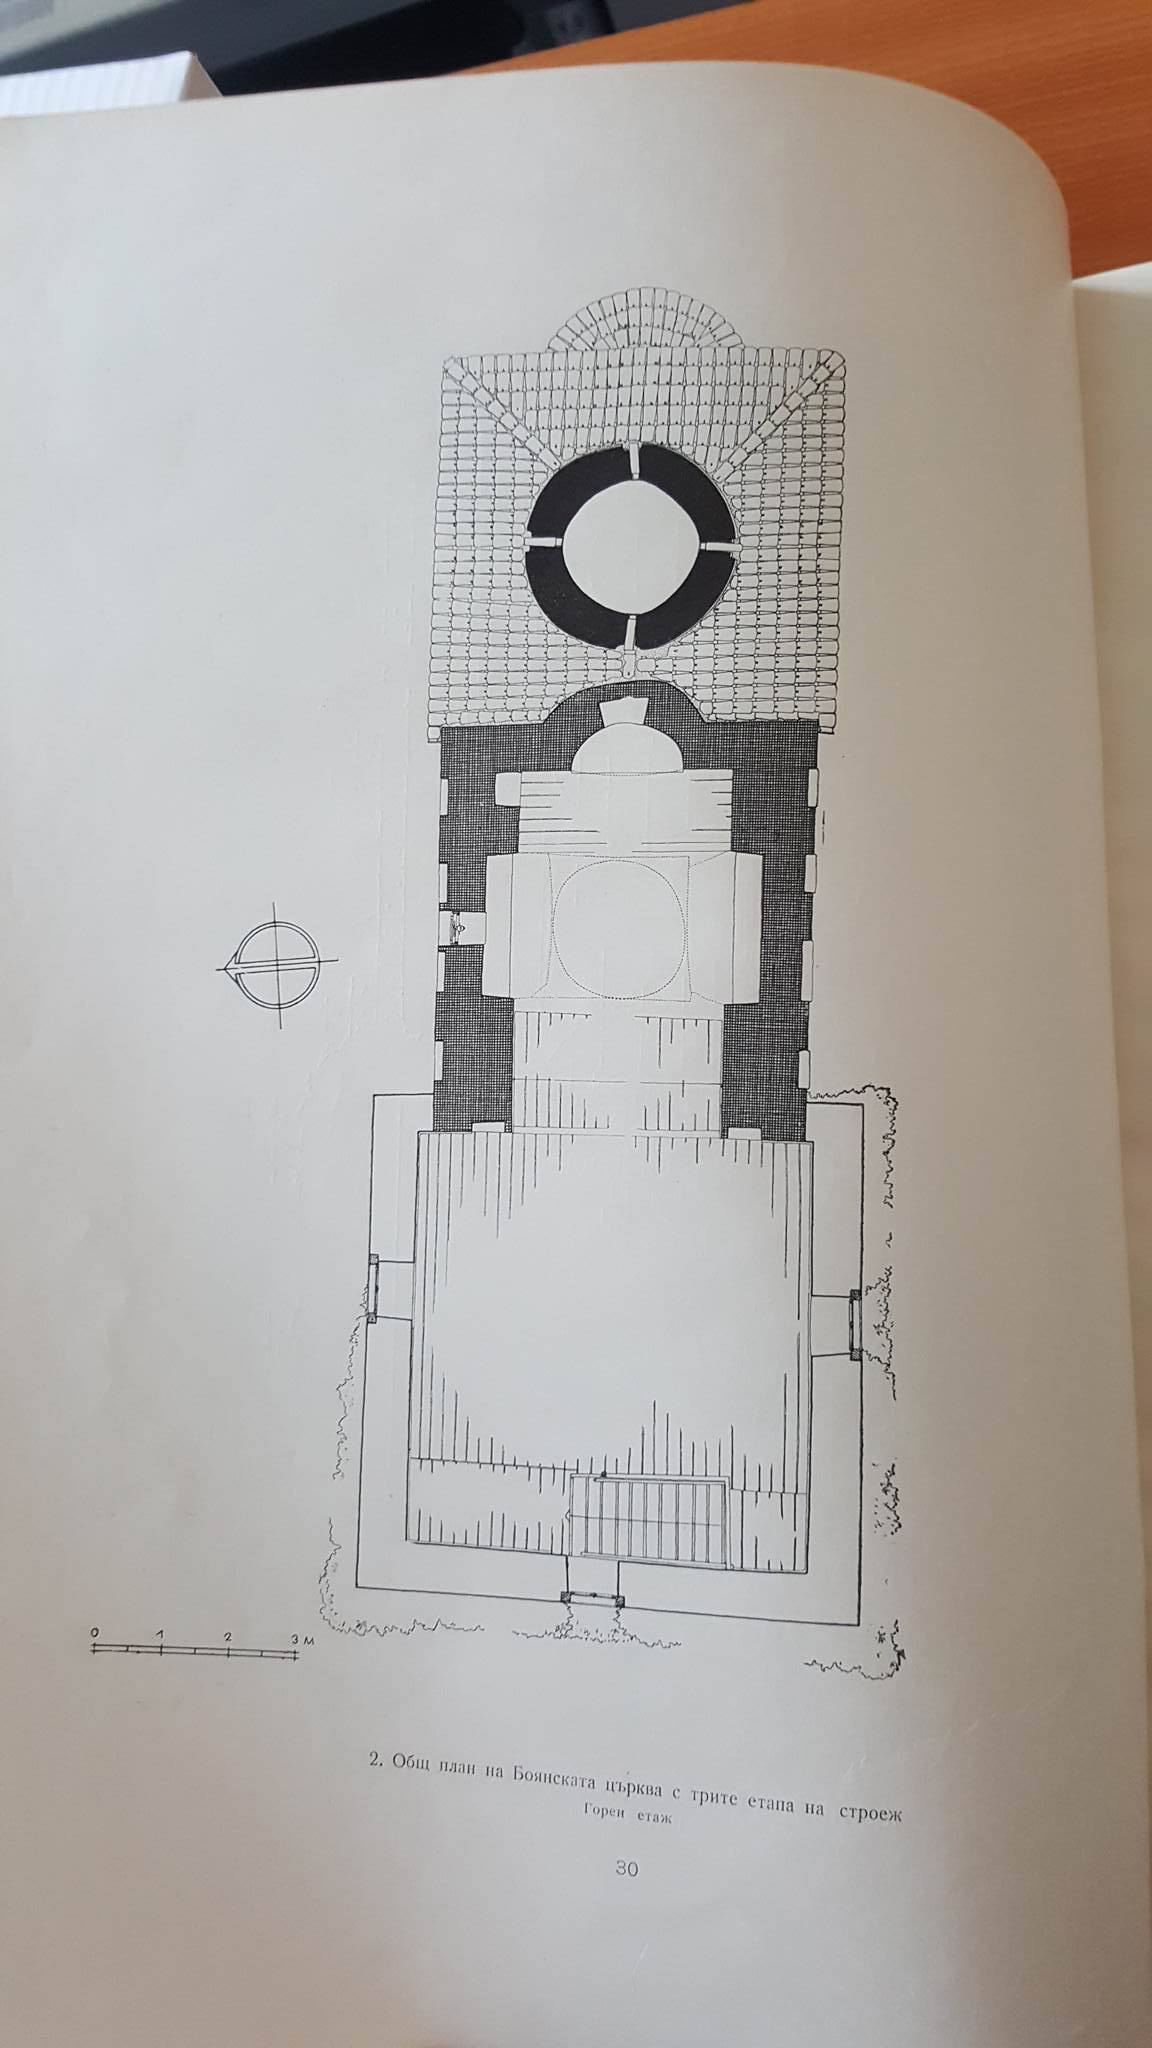 0 1 2 3 М
2. Общ план на Боянската църква с трите етапа на строеж
Горен етаж
30